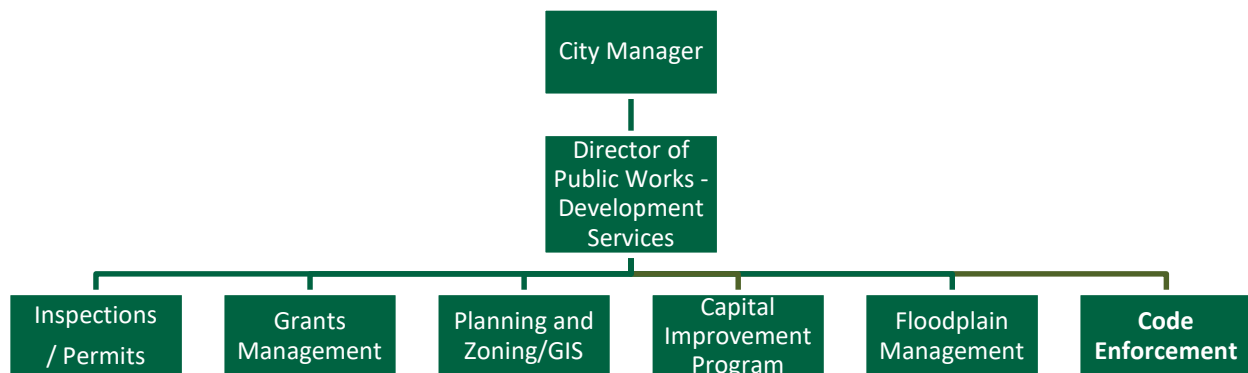 City Manager
Director of
Public Works -
Development
Services
Inspections
/ Permits
Grants
Management
Planning and
Zoning/GIS
Capital
Improvement
Program
Floodplain
Management
Code
Enforcement